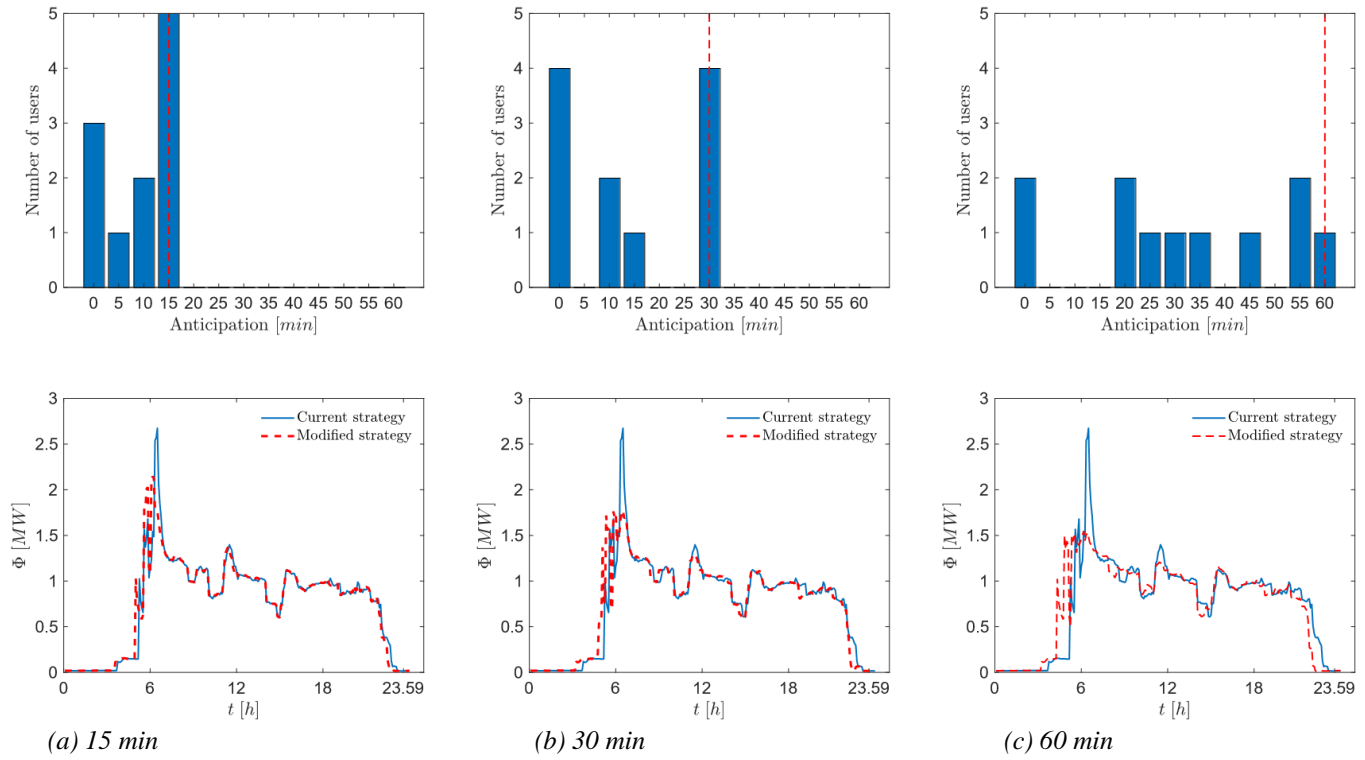 5
4
3
2
1
0
Number of users
0 5 10 15 20 25 30 35 40 45 50 55 60
Anticipation [min]
5
4
3
2
1
0
Number of users
0 5 10 15 20 25 30 35 40 45 50 55 60
Anticipation [min]
5
4
3
2
1
0
Number of users
0 5 10 15 20 25 30 35 40 45 50 55 60
Anticipation [min]
3
2.5
2
1.5
1
0.5
0
Φ [MW]
Current strategy
Modified strategy
0 6 12 18 23.59
t [h]
(a) 15 min
3
2.5
2
1.5
1
0.5
0
Φ [MW]
Current strategy
Modified strategy
0 6 12 18 23.59
t [h]
(b) 30 min
3
2.5
2
1.5
1
0.5
0
Φ [MW]
Current strategy
Modified strategy
0 6 12 18 23.59
t [h]
(c) 60 min